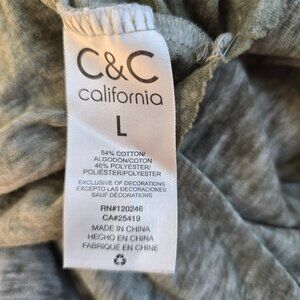 C&C
california
L
54% COTTON/
ALGODÓN/COTON
46% POLYESTER/
POLIÉSTER/POLYESTER
EXCLUSIVE OF DECORATIONS
EXCEPTO LAS DECORACIONES
SAUF DÉCORATIONS
RN#120246
CA#25419
MADE IN CHINA
HECHO EN CHINA
FABRIQUÉ EN CHINE